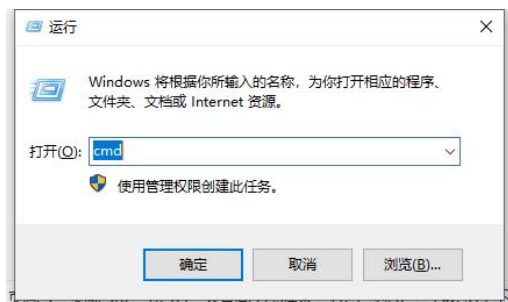 运行
Windows 将根据你所输入的名称，为你打开相应的程序、
文件夹、文档或 Internet 资源。
打开(O): cmd
使用管理权限创建此任务。
确定 取消 浏览(B)...